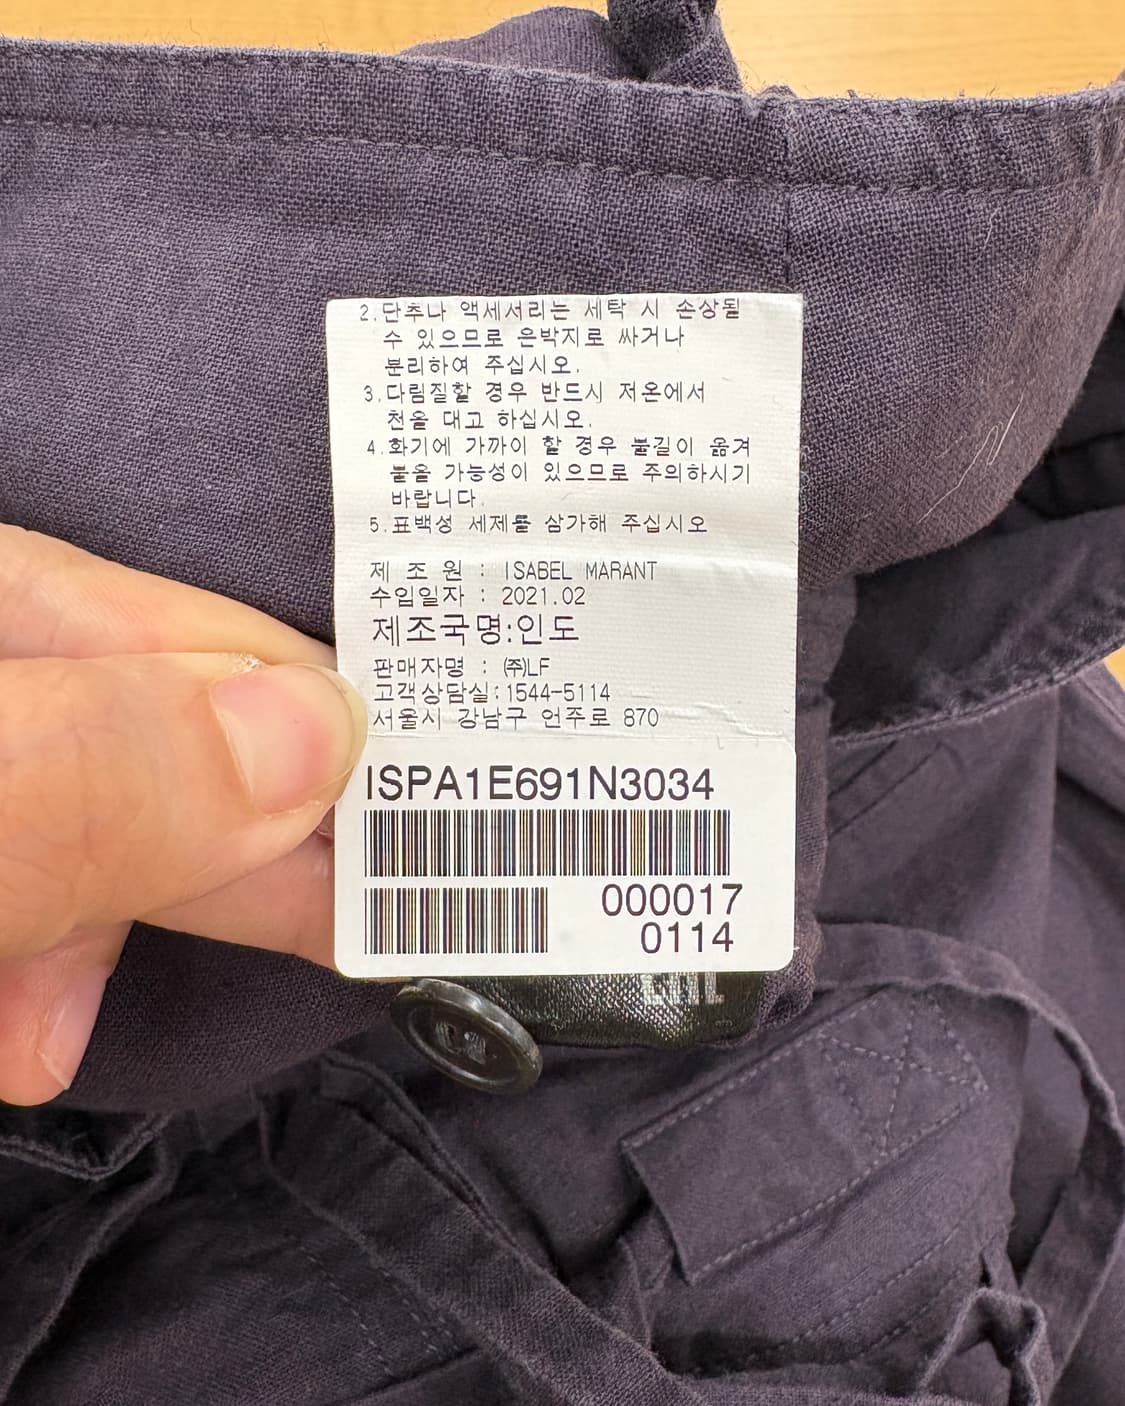 2.단추나 액세서리는 세탁 시 손상될
수 있으므로 은박지로 싸거나
분리하여 주십시오.
3.다림질할 경우 반드시 저온에서
천을 대고 하십시오.
4.화기에 가까이 할 경우 불길이 옮겨
붙을 가능성이 있으므로 주의하시기
바랍니다.
5.표백성 세제를 삼가해 주십시오
제 조 원 : ISABEL MARANT
수입일자 : 2021.02
제조국명:인도
판매자명 : ㈜LF
고객상담실:1544-5114
서울시 강남구 언주로 870
ISPA1E691N3034
000017
0114